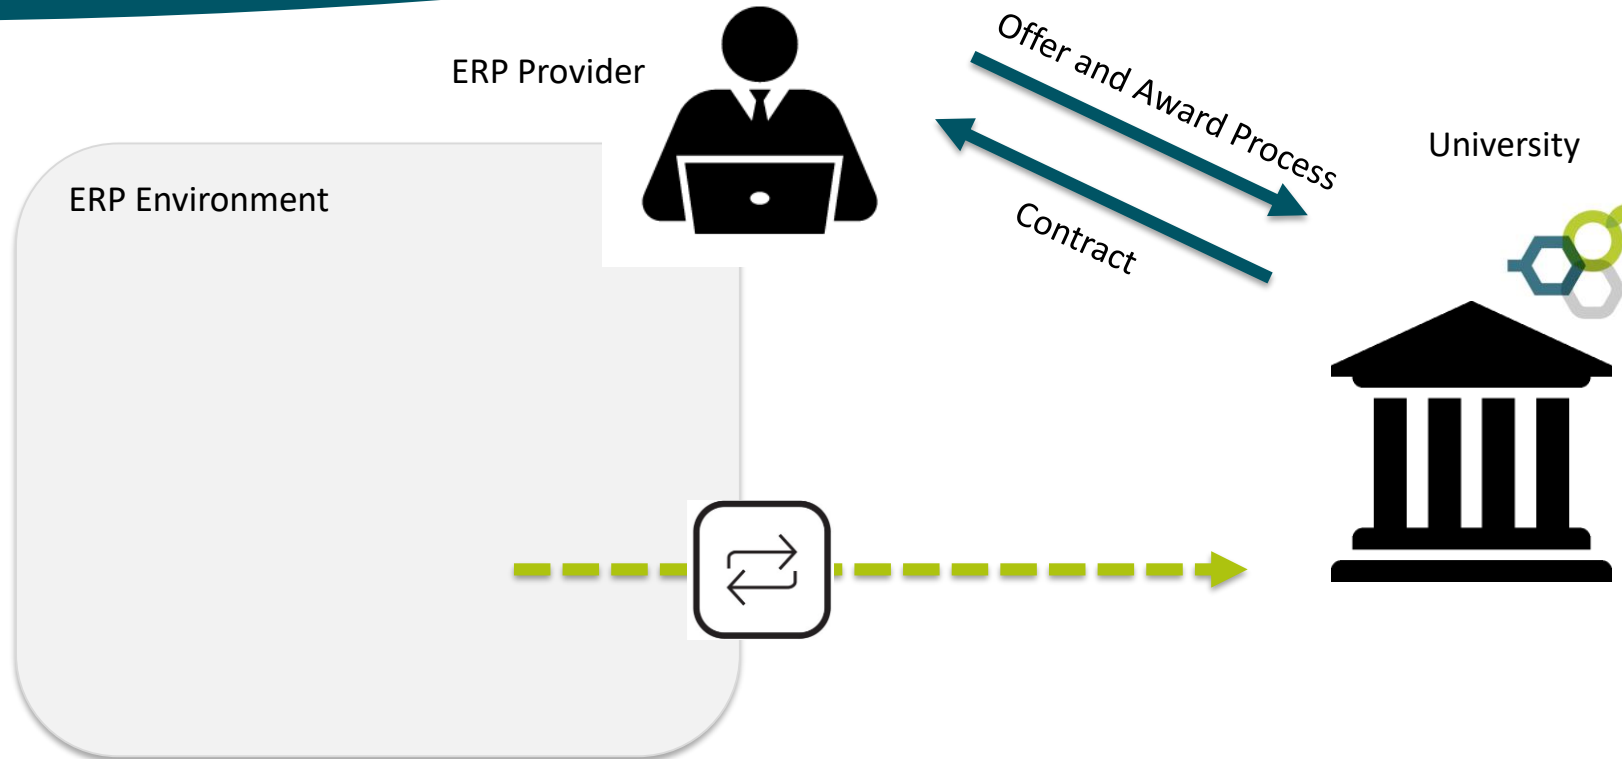 ERP Provider
Offer and Award Process
University
ERP Environment
Contract